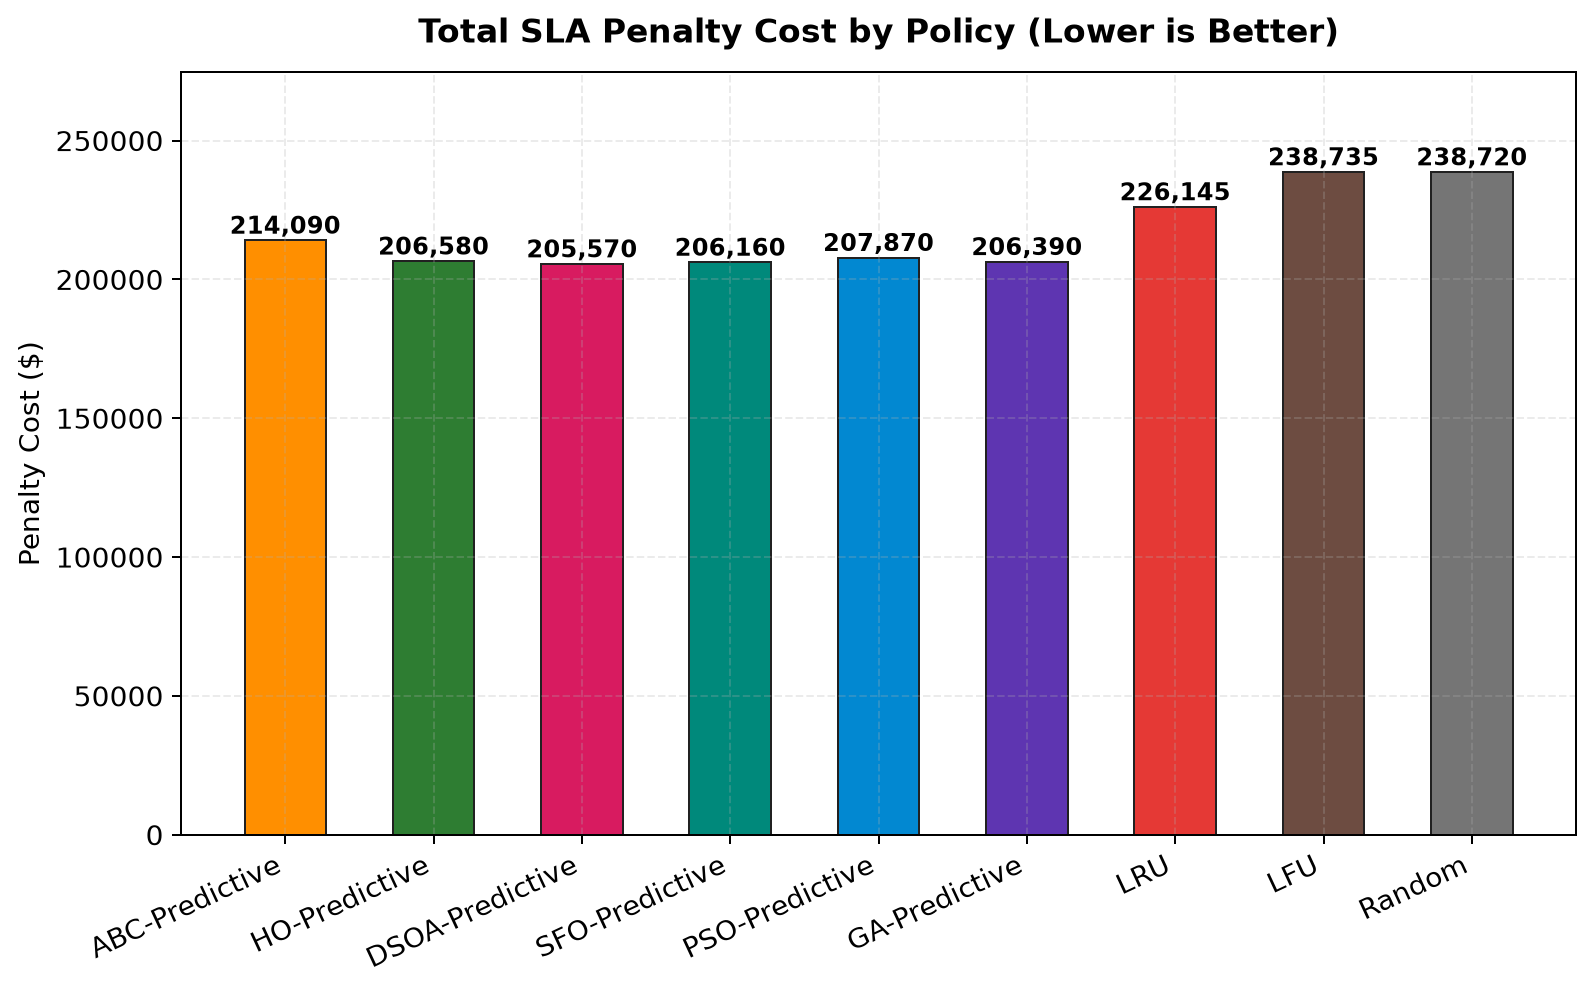 Total SLA Penalty Cost by Policy (Lower is Better)
Penalty Cost ($)
250000
200000
150000
100000
50000
0
214,090
206,580
205,570
206,160
207,870
206,390
226,145
238,735
238,720
ABC-Predictive
HO-Predictive
DSOA-Predictive
SFO-Predictive
PSO-Predictive
GA-Predictive
LRU
LFU
Random